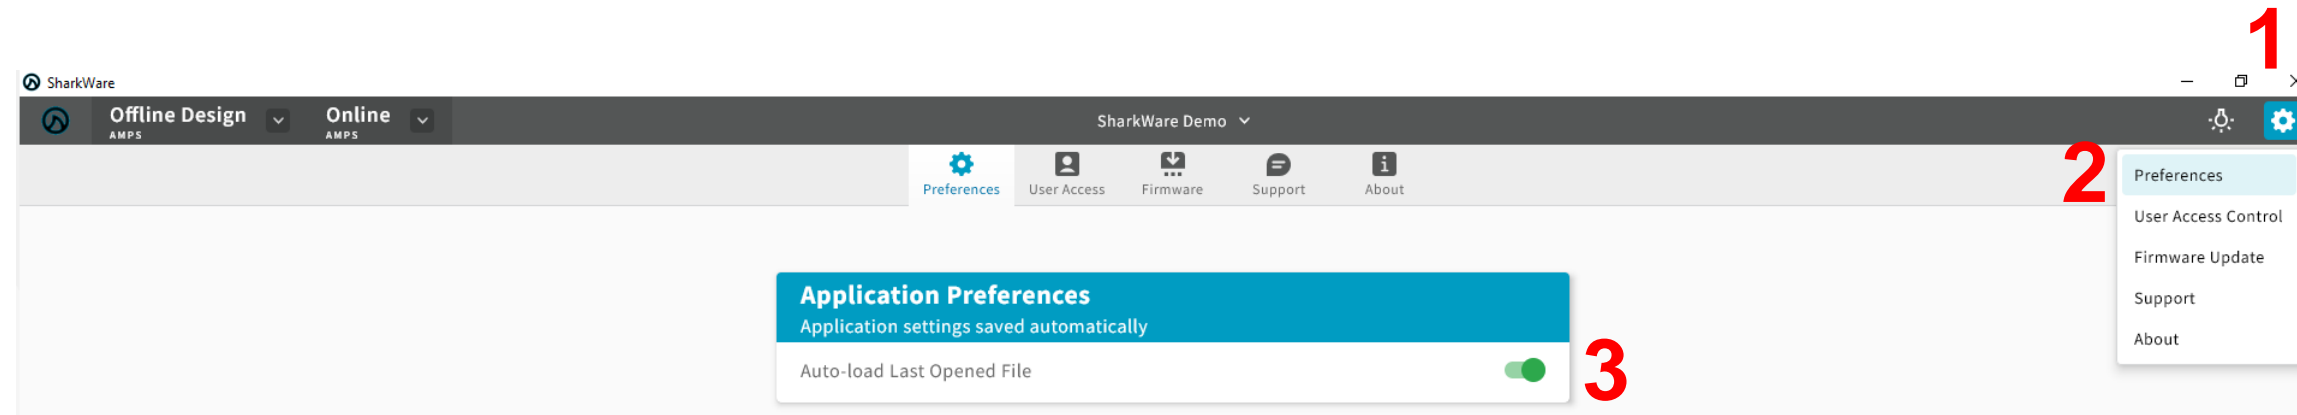 1
SharkWare
Offline Design
AMPS
Online
AMPS
SharkWare Demo
Preferences
User Access
Firmware
Support
About
2
Preferences
User Access Control
Firmware Update
Support
About
Application Preferences
Application settings saved automatically
Auto-load Last Opened File
3